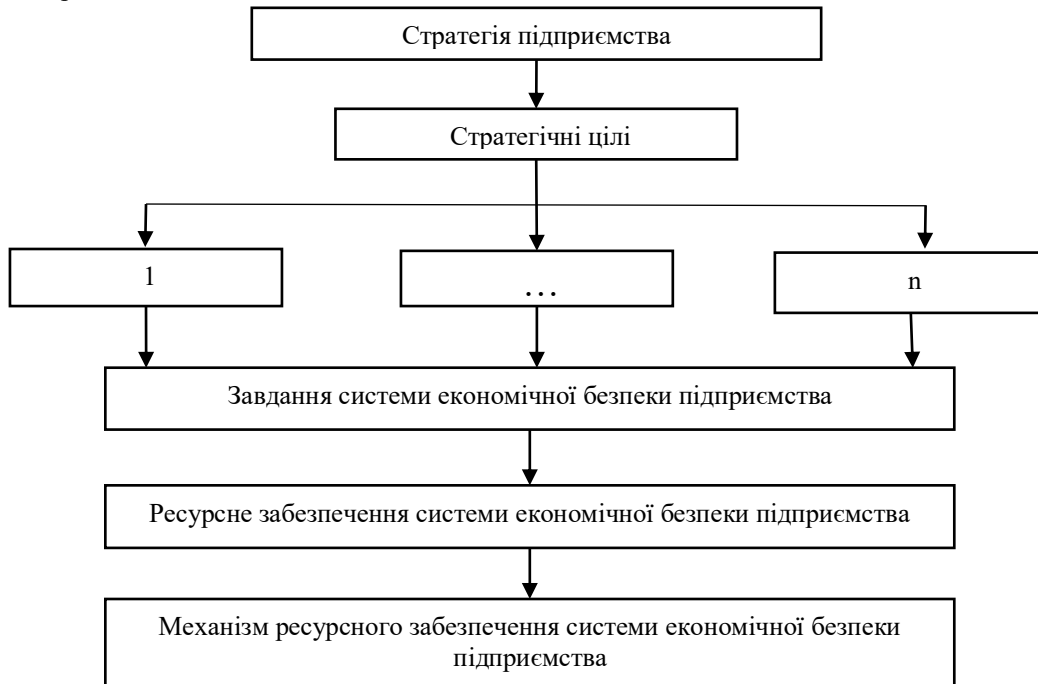 Стратегія підприємства
Стратегічні цілі
1
...
n
Завдання системи економічної безпеки підприємства
Ресурсне забезпечення системи економічної безпеки підприємства
Механізм ресурсного забезпечення системи економічної безпеки
підприємства